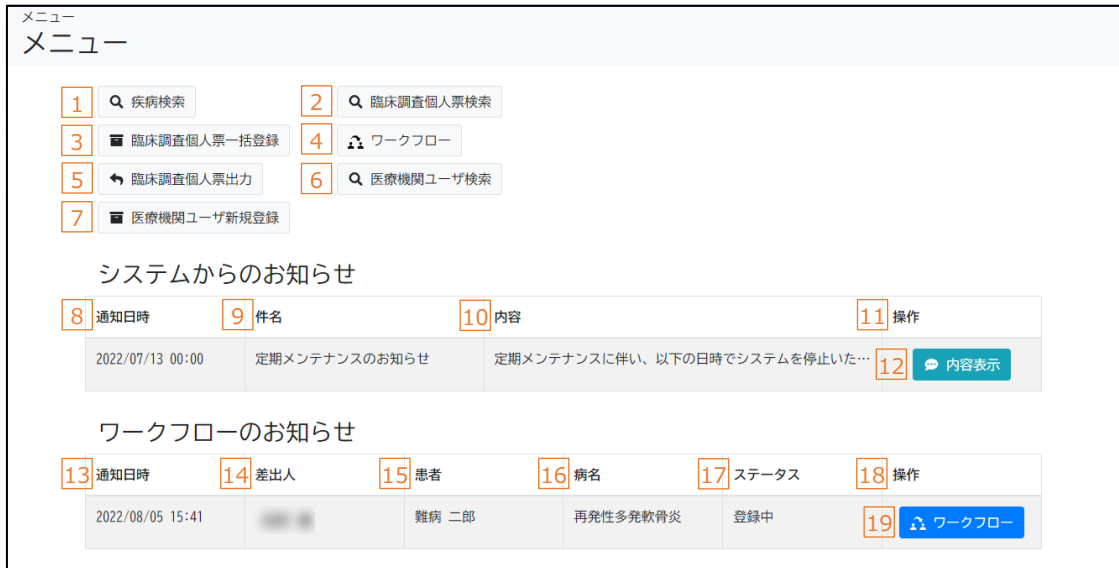 メニュー
メニュー
1 疾病検索 2 臨床調査個人票検索
3 臨床調査個人票一括登録 4 ワークフロー
5 臨床調査個人票出力 6 医療機関ユーザ検索
7 医療機関ユーザ新規登録
システムからのお知らせ
8 通知日時 9 件名 10 内容 11 操作
2022/07/13 00:00 定期メンテナンスのお知らせ 定期メンテナンスに伴い、以下の日時でシステムを停止いた… 12 内容表示
ワークフローのお知らせ
13 通知日時 14 差出人 15 患者 16 病名 17 ステータス 18 操作
2022/08/05 15:41 難病 二郎 再発性多発軟骨炎 登録中 19 ワークフロー